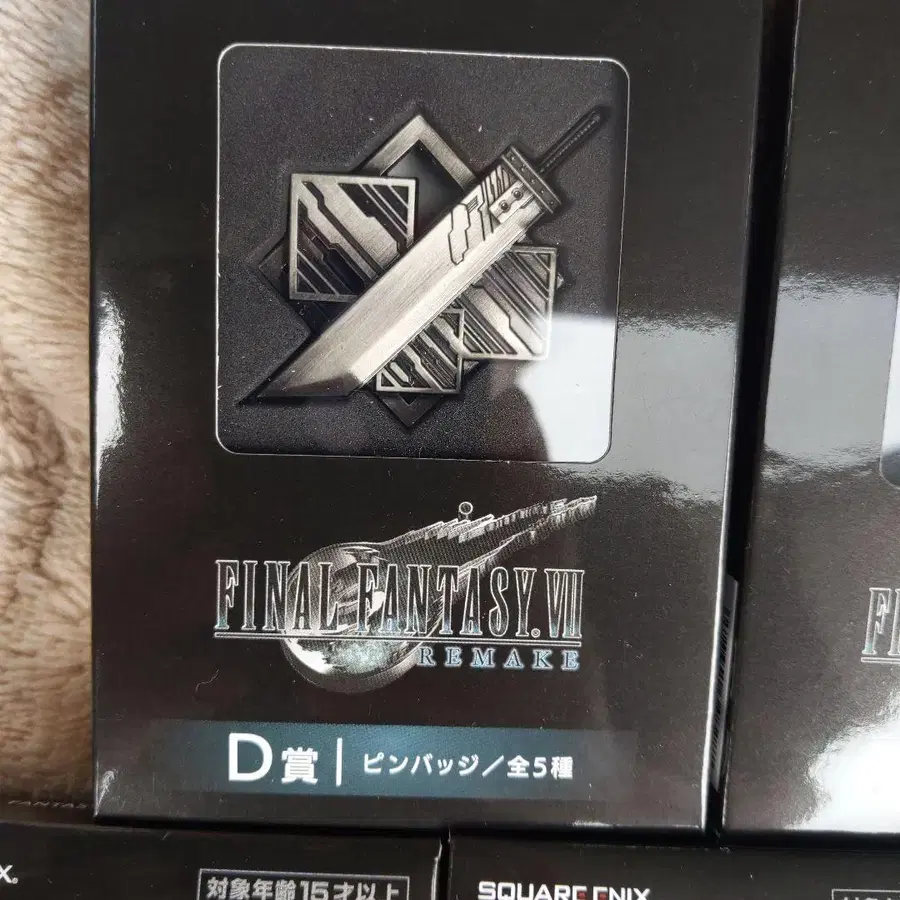 FINAL FANTASY. VII
REMAKE
D賞 | ピンバッジ／全5種
対象年齢15才以上
SQUARE ENIX